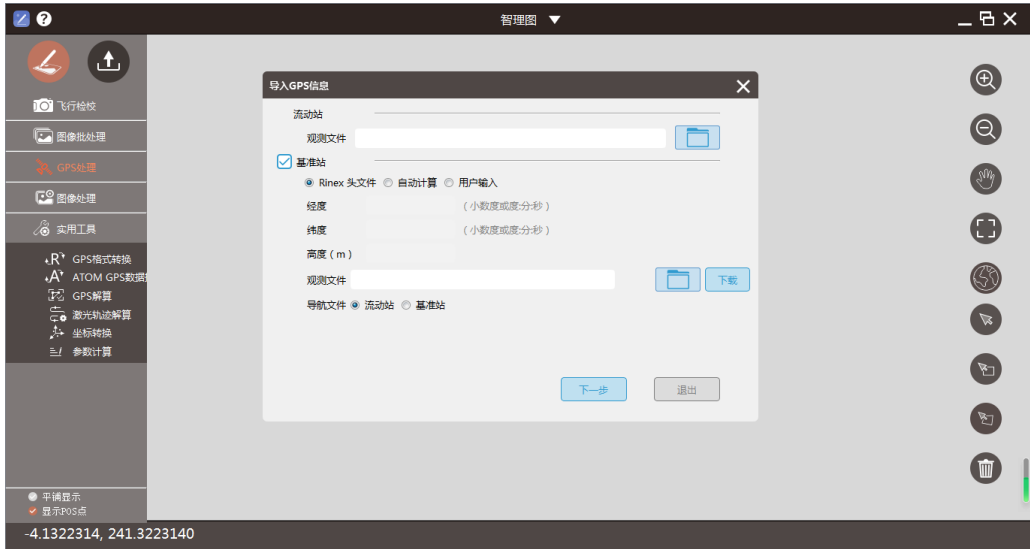 智理图
导入GPS信息
流动站
观测文件
基准站
Rinex 头文件 自动计算 用户输入
经度 （小数度或度:分:秒）
纬度 （小数度或度:分:秒）
高度（m）
观测文件 下载
导航文件 流动站 基准站
下一步 退出
飞行检校
图像批处理
GPS处理
图像处理
实用工具
GPS格式转换
ATOM GPS数据
GPS解算
激光轨迹解算
坐标转换
参数计算
平铺显示
显示POS点
-4.1322314, 241.3223140